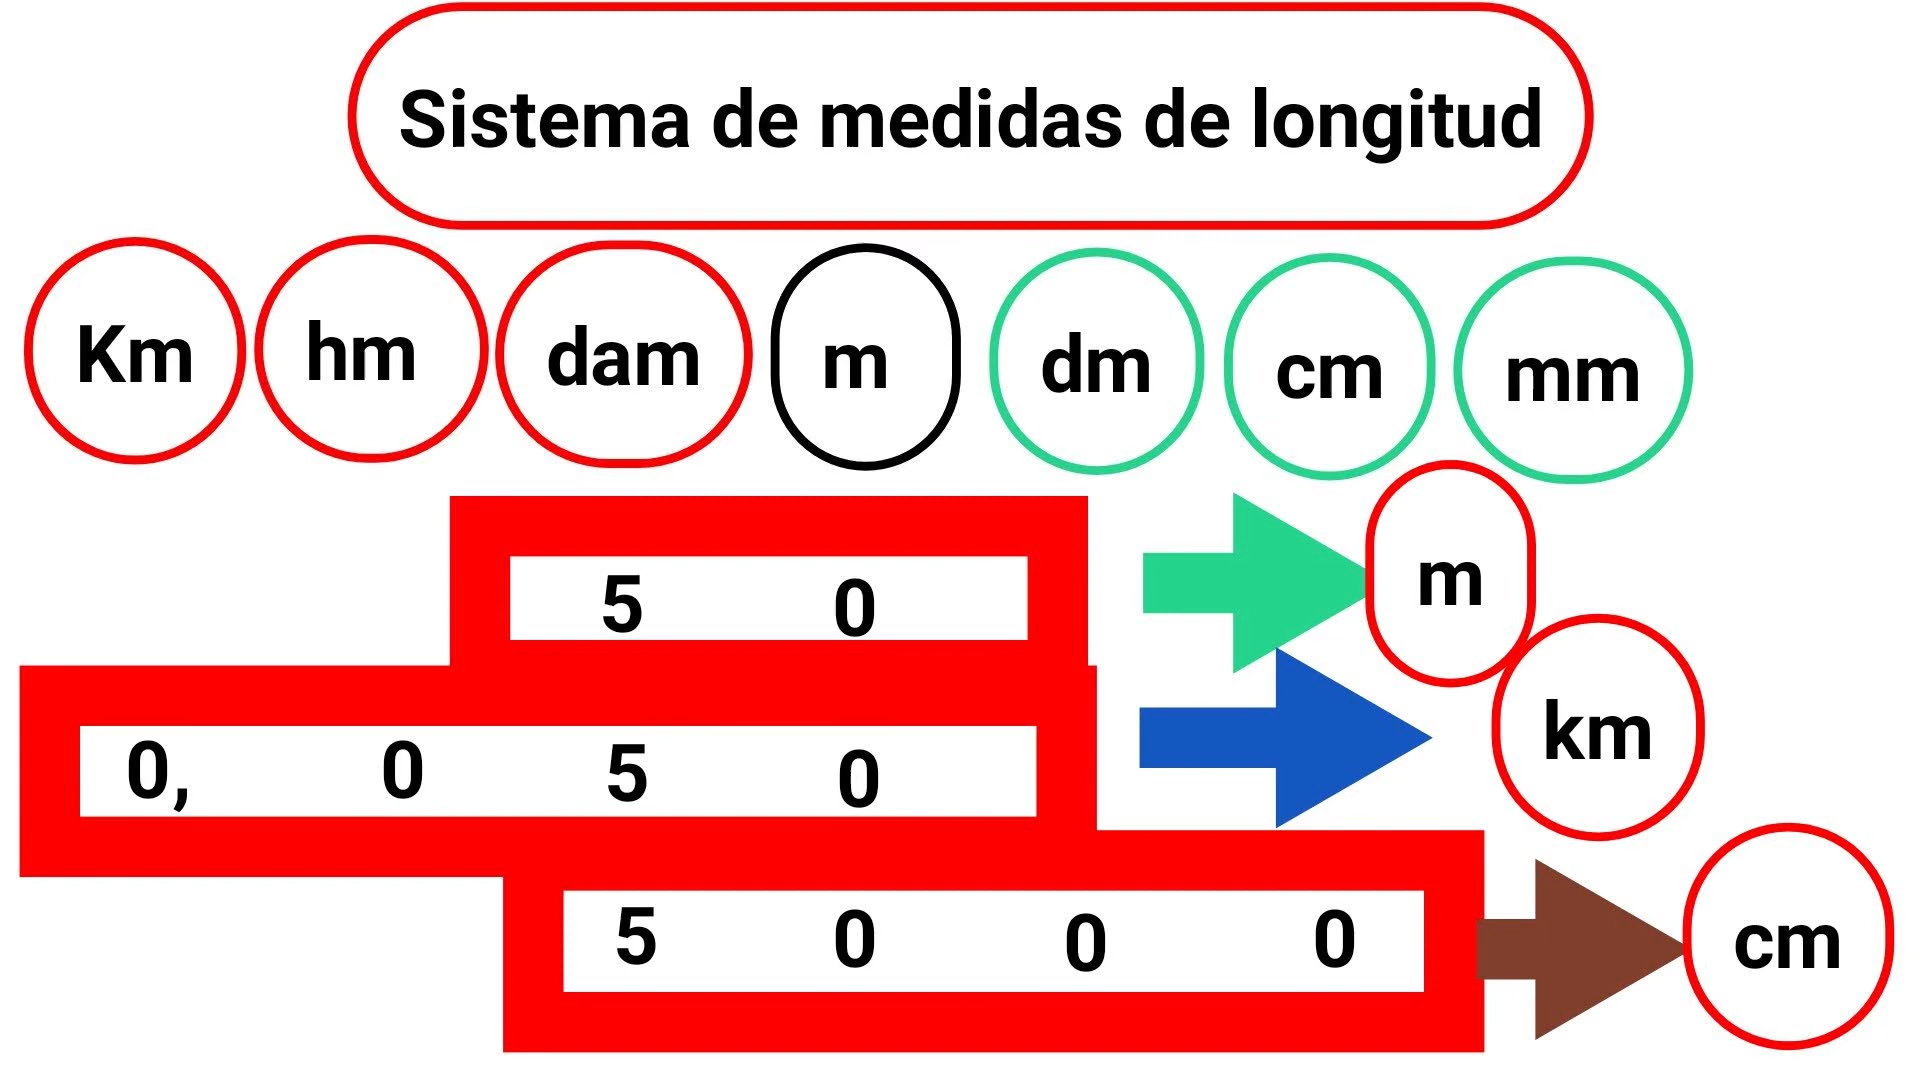 Sistema de medidas de longitud
Km hm dam m dm cm mm
5 0 m
0, 0 5 0 km
5 0 0 0 cm